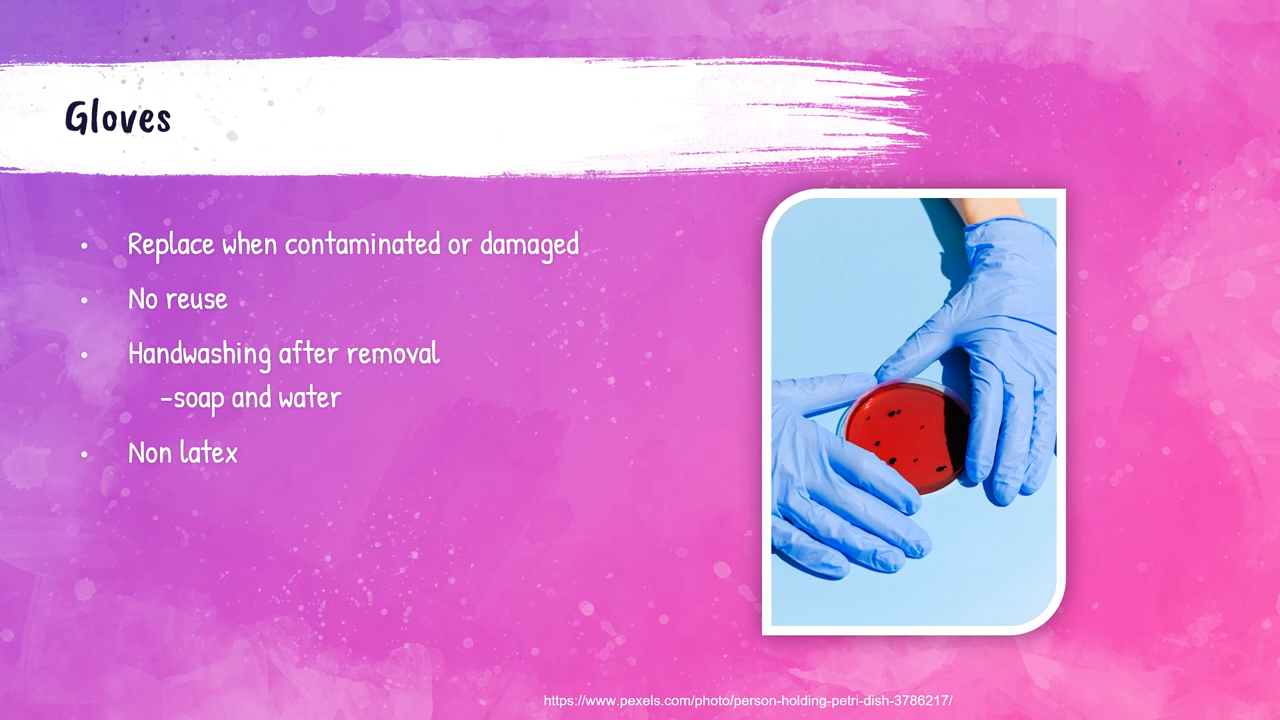 Gloves
• Replace when contaminated or damaged
• No reuse
• Handwashing after removal
-soap and water
• Non latex
https://www.pexels.com/photo/person-holding-petri-dish-3786217/